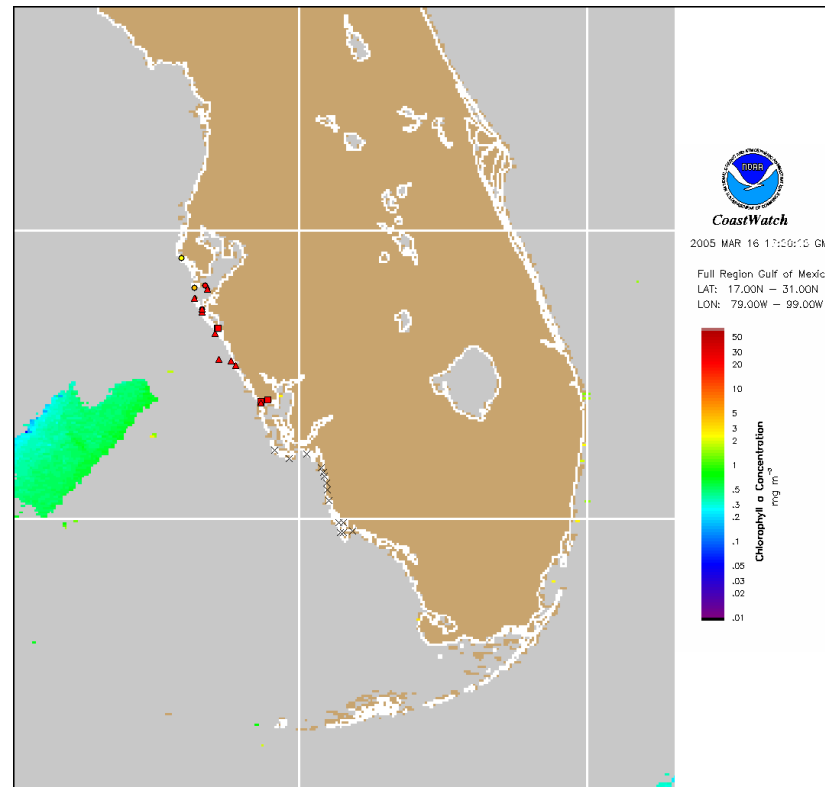 NOAA
CoastWatch
2005 MAR 16
Full Region Gulf of Mexic
LAT: 17.00N – 31.00N
LON: 79.00W – 99.00W
50
30
20
10
5
3
2
1
.5
.3
.2
.1
.05
.03
.02
.01
Chlorophyll a Concentration
mg m⁻³